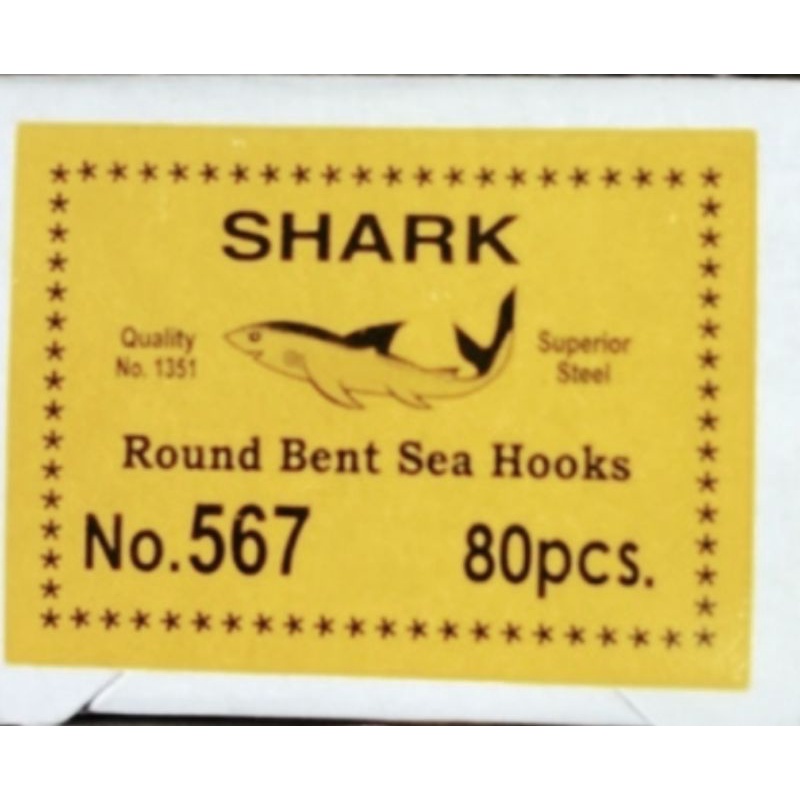 SHARK
Quality
No. 1351
Superior
Steel
Round Bent Sea Hooks
No.567
80pcs.